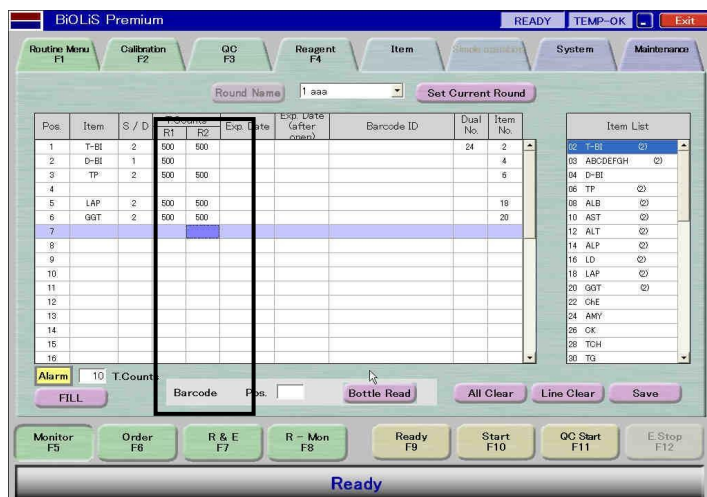 BiOLiS Premium READY TEMP-OK Exit
Routine Menu F1 Calibration F2 QC F3 Reagent F4 Item System Maintenance
Round Name 1 aaa Set Current Round
Pos. Item S / D T.Counts R1 R2 Exp. Date Exp. Date (after open) Barcode ID Dual No. Item No. Item List
1 T-BI 2 500 500 24 2 02 T-BI (2)
2 D-BI 1 500 4 03 ABCDEFGH (2)
3 TP 2 500 500 6 04 D-BI
4 06 TP (2)
5 LAP 2 500 500 18 08 ALB (2)
6 GGT 2 500 500 20 10 AST (2)
7 12 ALT (2)
8 14 ALP (2)
9 16 LD (2)
10 18 LAP (2)
11 20 GGT (2)
12 22 ChE
13 24 AMY
14 26 CK
15 28 TCH
16 30 TG
Alarm 10 T.Counts
FILL Barcode Pos. Bottle Read All Clear Line Clear Save
Monitor F5 Order F6 R & E F7 R - Mon F8 Ready F9 Start F10 QC Start F11 E.Stop F12
Ready